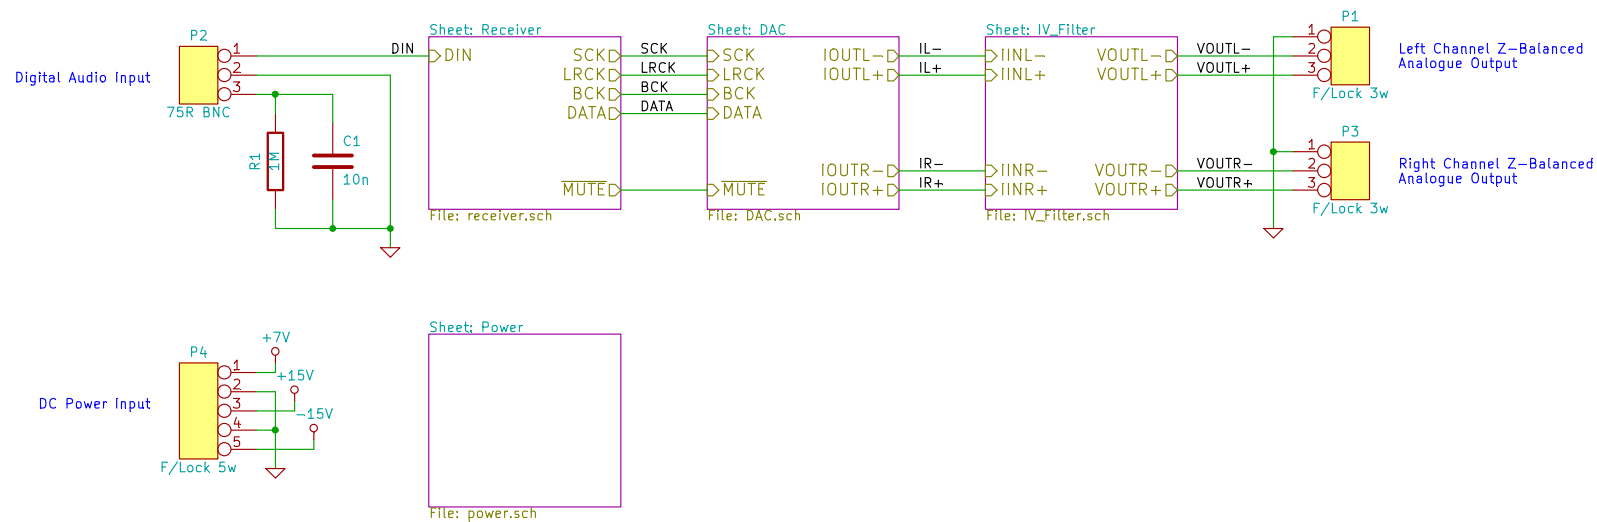 P2
Digital Audio Input
1
2
3
75R BNC
DIN
R1
1M
C1
10n
Sheet: Receiver
DIN
SCK
LRCK
BCK
DATA
MUTE
File: receiver.sch
SCK
LRCK
BCK
DATA
Sheet: DAC
SCK
LRCK
BCK
DATA
MUTE
IOUTL-
IOUTL+
IOUTR-
IOUTR+
File: DAC.sch
IL-
IL+
IR-
IR+
Sheet: IV_Filter
IINL-
IINL+
IINR-
IINR+
VOUTL-
VOUTL+
VOUTR-
VOUTR+
File: IV_Filter.sch
VOUTL-
VOUTL+
VOUTR-
VOUTR+
P1
1
2
3
F/Lock 3w
Left Channel Z-Balanced
Analogue Output
P3
1
2
3
F/Lock 3w
Right Channel Z-Balanced
Analogue Output
DC Power Input
P4
1
2
3
4
5
F/Lock 5w
+7V
+15V
-15V
Sheet: Power
File: power.sch